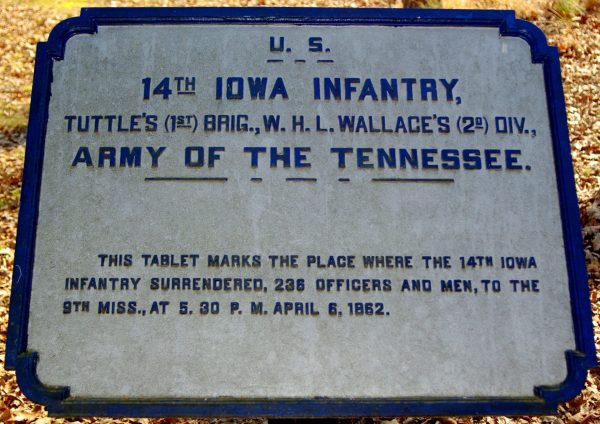 U. S.
14TH IOWA INFANTRY,
TUTTLE'S (1ST) BRIG., W. H. L. WALLACE'S (2D) DIV.,
ARMY OF THE TENNESSEE.
THIS TABLET MARKS THE PLACE WHERE THE 14TH IOWA
INFANTRY SURRENDERED, 236 OFFICERS AND MEN, TO THE
9TH MISS., AT 5. 30 P. M. APRIL 6, 1862.